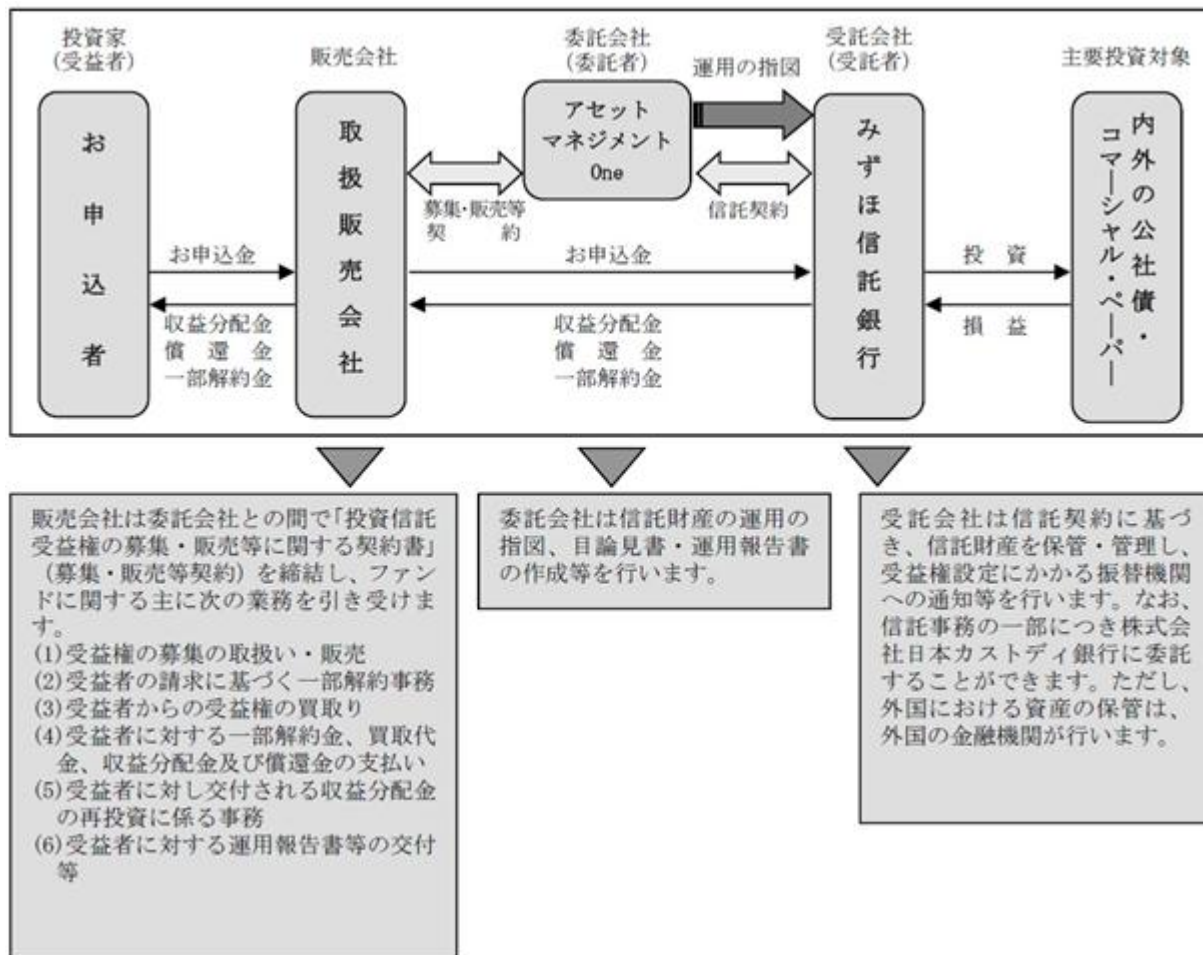 投資家
(受益者)
販売会社
委託会社
(委託者)
運用の指図
受託会社
(受託者)
主要投資対象
お申込者
取扱販売会社
アセット
マネジメント
One
みずほ信託銀行
内外の公社債・
コマーシャル・ペーパー
募集・販売等
契　　約
信託契約
お申込金
お申込金
投　資
収益分配金
償　還　金
一部解約金
収益分配金
償　還　金
一部解約金
損　益
販売会社は委託会社との間で「投資信託
受益権の募集・販売等に関する契約書」
(募集・販売等契約) を締結し、ファン
ドに関する主に次の業務を引き受けま
す。
(1)受益権の募集の取扱い・販売
(2)受益者の請求に基づく一部解約事務
(3)受益者からの受益権の買取り
(4)受益者に対する一部解約金、買取代
金、収益分配金及び償還金の支払い
(5)受益者に対し交付される収益分配金
の再投資に係る事務
(6)受益者に対する運用報告書等の交付
等
委託会社は信託財産の運用の
指図、目論見書・運用報告書
の作成等を行います。
受託会社は信託契約に基づ
き、信託財産を保管・管理し、
受益権設定にかかる振替機関
への通知等を行います。なお、
信託事務の一部につき株式会
社日本カストディ銀行に委託
することができます。ただし、
外国における資産の保管は、
外国の金融機関が行います。